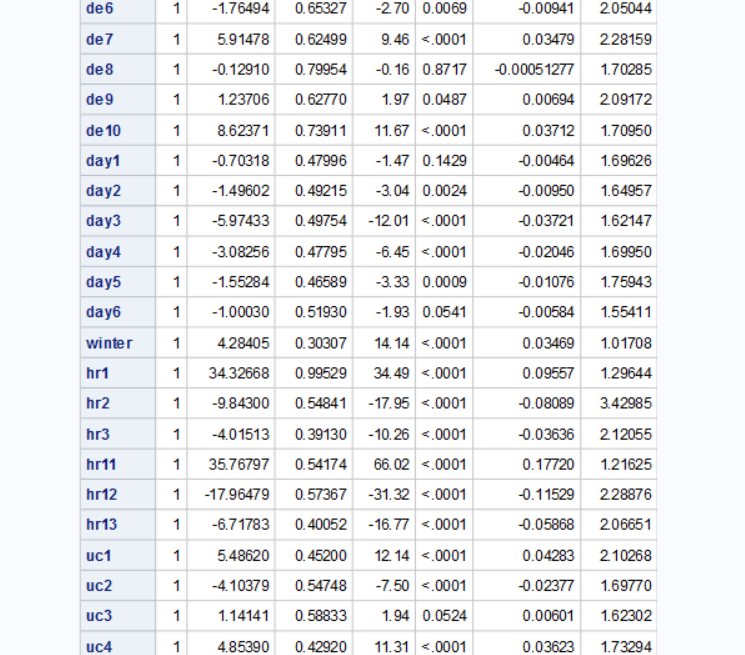 de6 1 -1.76494 0.65327 -2.70 0.0069 -0.00941 2.05044
de7 1 5.91478 0.62499 9.46 <.0001 0.03479 2.28159
de8 1 -0.12910 0.79954 -0.16 0.8717 -0.00051277 1.70285
de9 1 1.23706 0.62770 1.97 0.0487 0.00694 2.09172
de10 1 8.62371 0.73911 11.67 <.0001 0.03712 1.70950
day1 1 -0.70318 0.47996 -1.47 0.1429 -0.00464 1.69626
day2 1 -1.49602 0.49215 -3.04 0.0024 -0.00950 1.64957
day3 1 -5.97433 0.49754 -12.01 <.0001 -0.03721 1.62147
day4 1 -3.08256 0.47795 -6.45 <.0001 -0.02046 1.69950
day5 1 -1.55284 0.46589 -3.33 0.0009 -0.01076 1.75943
day6 1 -1.00030 0.51930 -1.93 0.0541 -0.00584 1.55411
winter 1 4.28405 0.30307 14.14 <.0001 0.03469 1.01708
hr1 1 34.32668 0.99529 34.49 <.0001 0.09557 1.29644
hr2 1 -9.84300 0.54841 -17.95 <.0001 -0.08089 3.42985
hr3 1 -4.01513 0.39130 -10.26 <.0001 -0.03636 2.12055
hr11 1 35.76797 0.54174 66.02 <.0001 0.17720 1.21625
hr12 1 -17.96479 0.57367 -31.32 <.0001 -0.11529 2.28876
hr13 1 -6.71783 0.40052 -16.77 <.0001 -0.05868 2.06651
uc1 1 5.48620 0.45200 12.14 <.0001 0.04283 2.10268
uc2 1 -4.10379 0.54748 -7.50 <.0001 -0.02377 1.69770
uc3 1 1.14141 0.58833 1.94 0.0524 0.00601 1.62302
uc4 1 4.85390 0.42920 11.31 <.0001 0.03623 1.73294